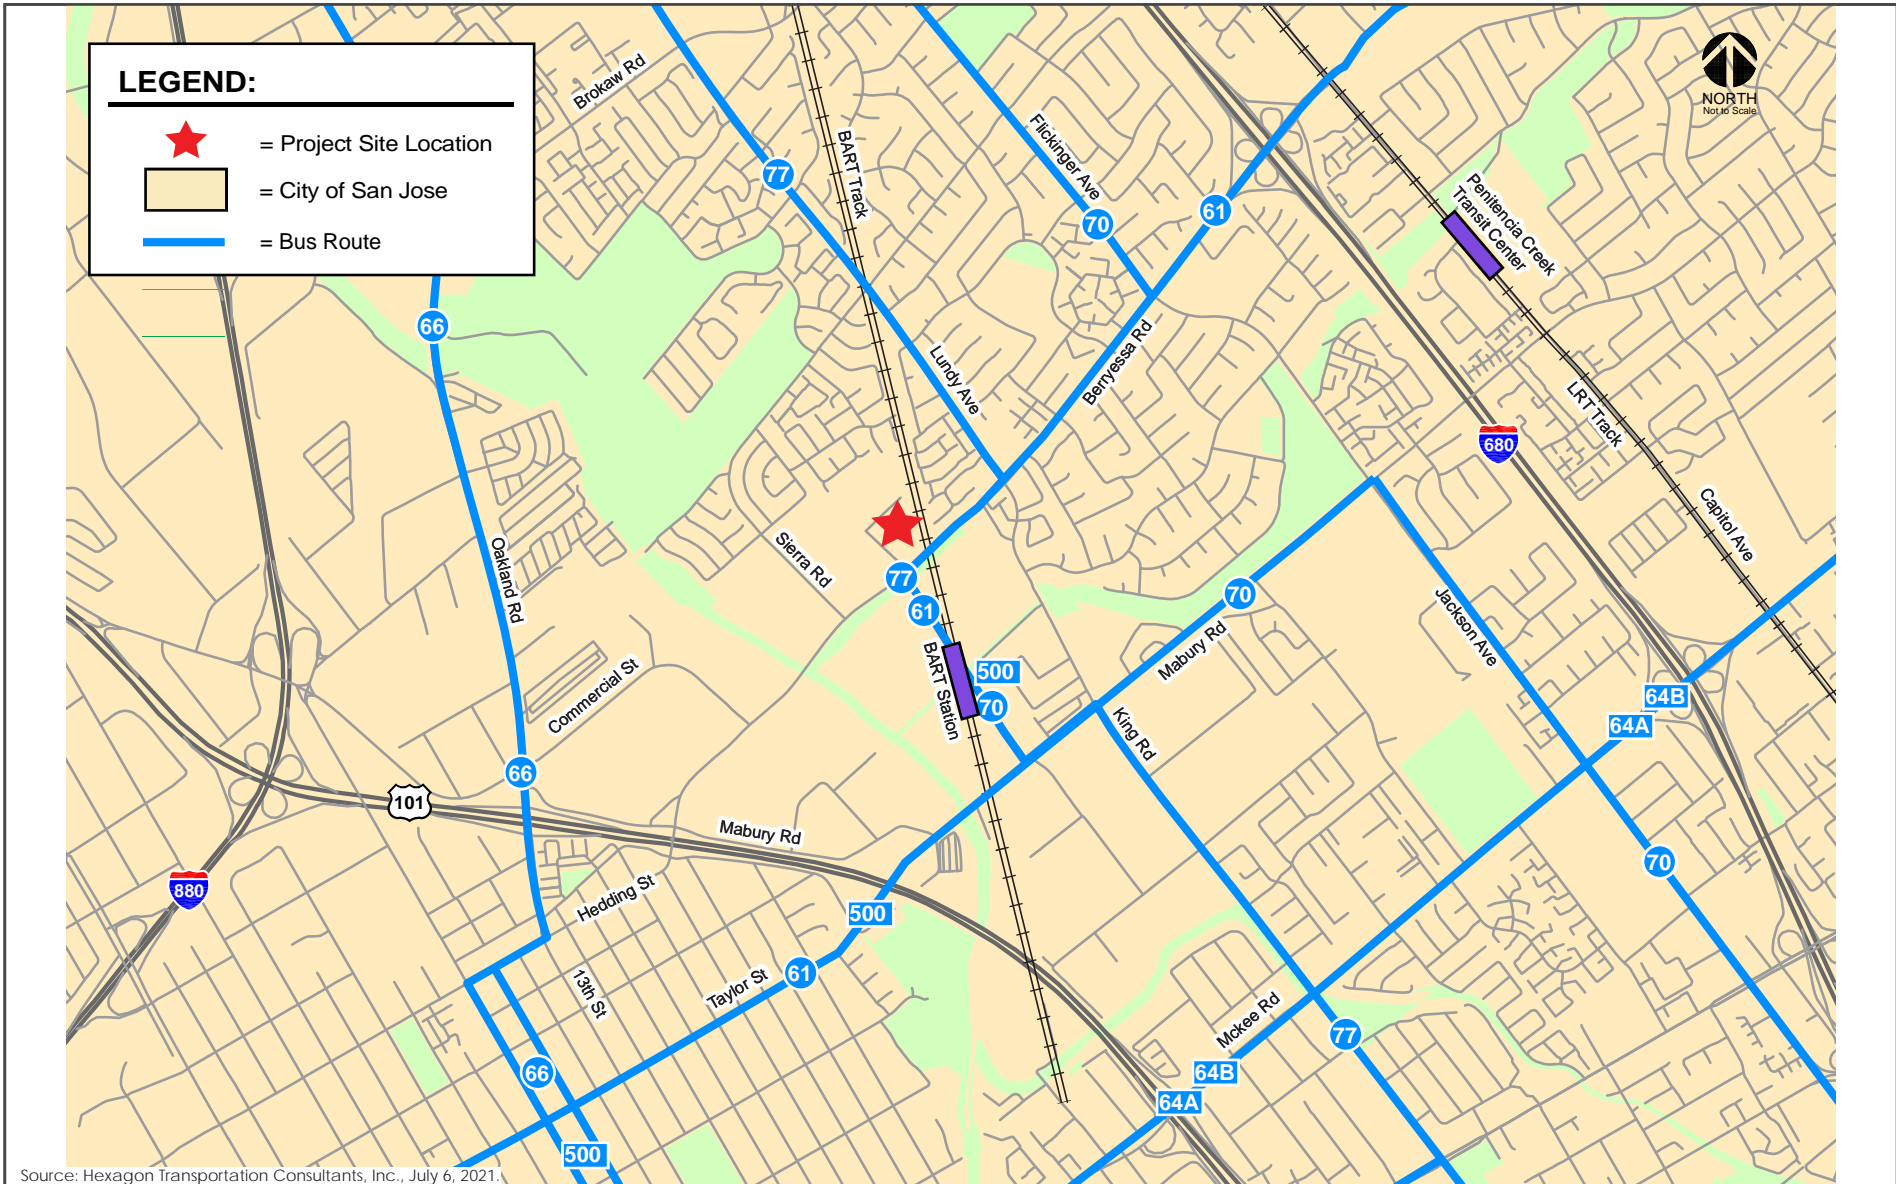 LEGEND:
= Project Site Location
= City of San Jose
= Bus Route
NORTH
Not to Scale
Brokaw Rd
BART Track
77
Flickinger Ave
70
61
Penitencia Creek
Transit Center
66
Lundy Ave
Berryessa Rd
LRT Track
680
Capitol Ave
Oakland Rd
Sierra Rd
77
61
70
Jackson Ave
Mabury Rd
BART Station
500
70
King Rd
Commercial St
64B
64A
66
101
Mabury Rd
880
Hedding St
500
70
61
Taylor St
13th St
Mckee Rd
77
66
64B
64A
500
Source: Hexagon Transportation Consultants, Inc., July 6, 2021.